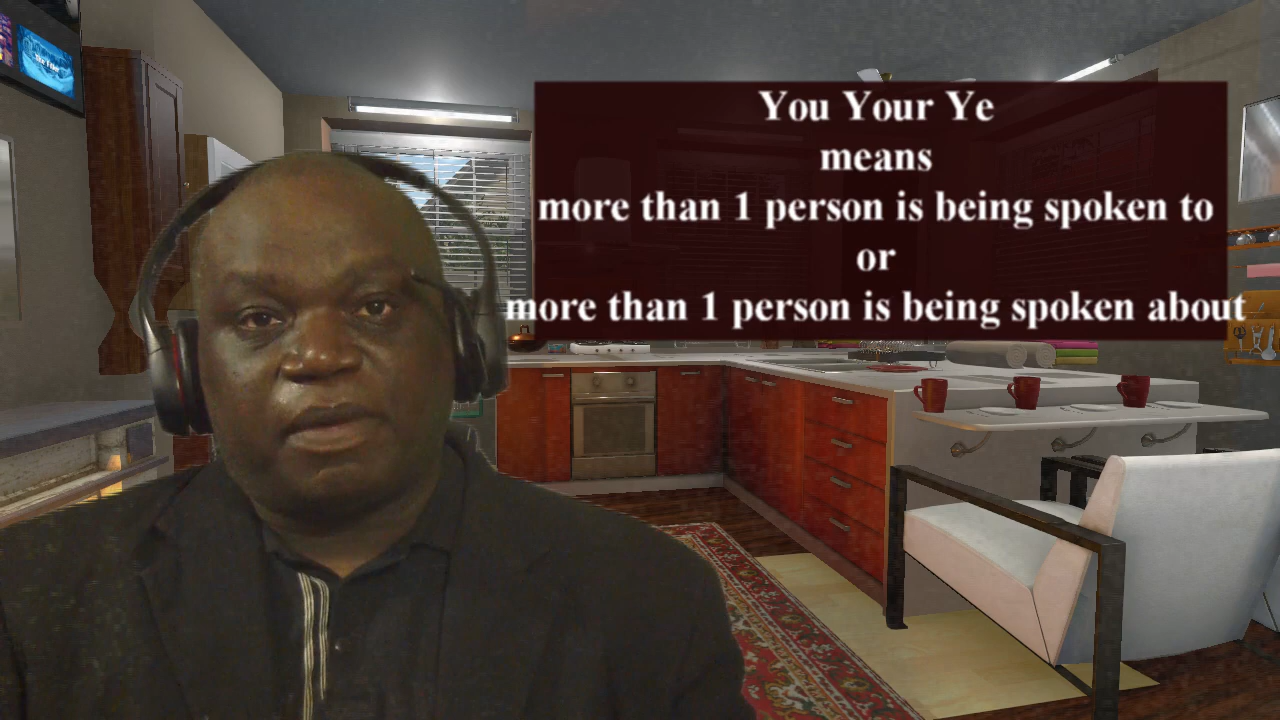 You Your Ye
means
more than 1 person is being spoken to
or
more than 1 person is being spoken about